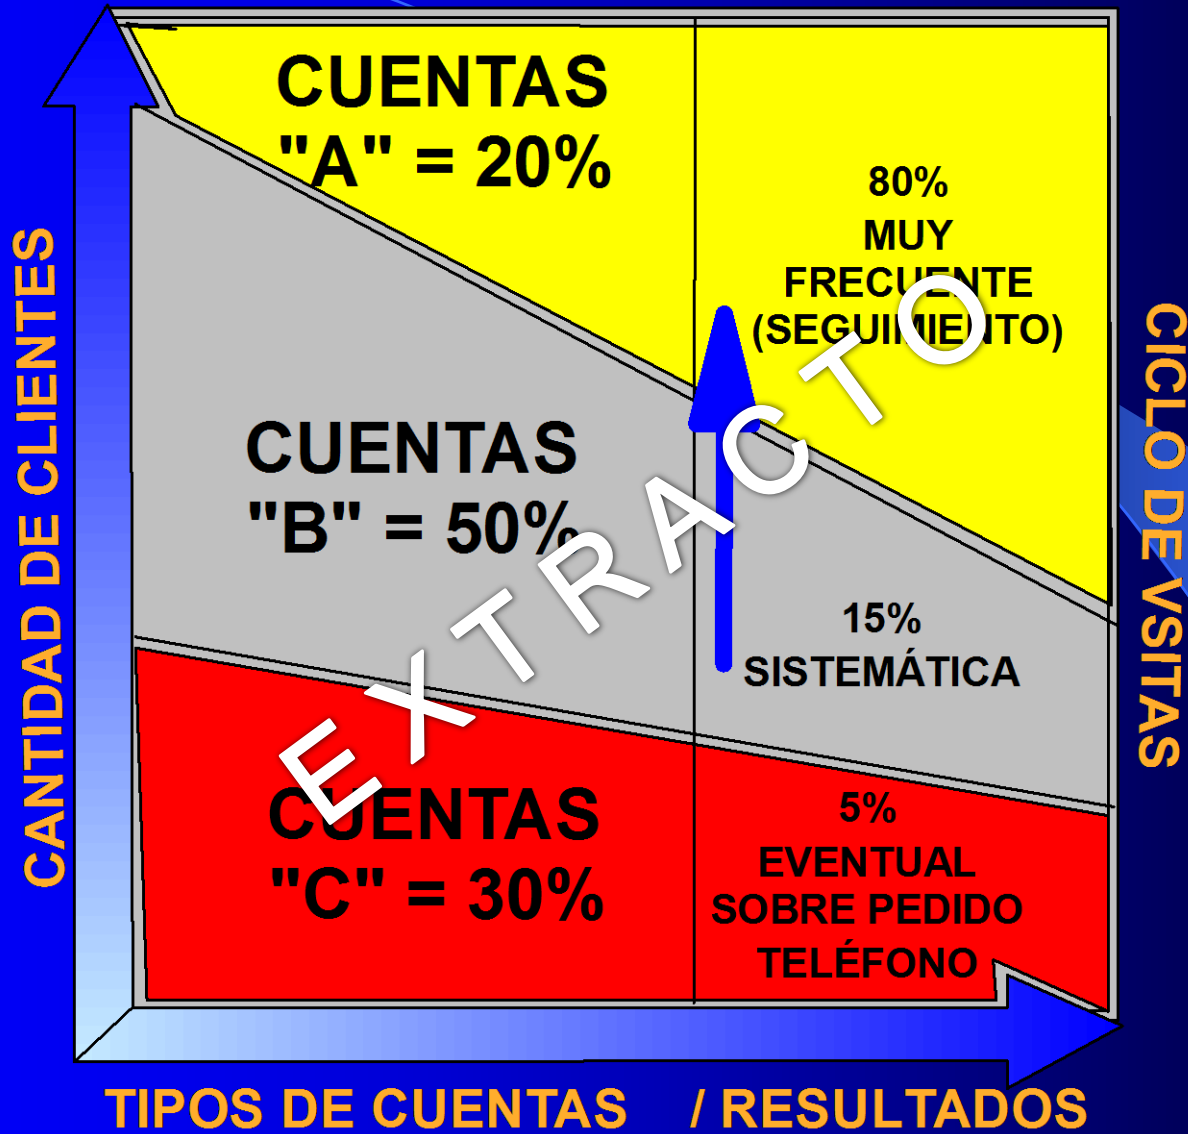 CUENTAS
"A" = 20%
80%
MUY
FRECUENTE
(SEGUIMIENTO)
CUENTAS
"B" = 50%
15%
SISTEMÁTICA
CUENTAS
"C" = 30%
5%
EVENTUAL
SOBRE PEDIDO
TELÉFONO
EXTRACTO
CANTIDAD DE CLIENTES
CICLO DE VSITAS
TIPOS DE CUENTAS / RESULTADOS